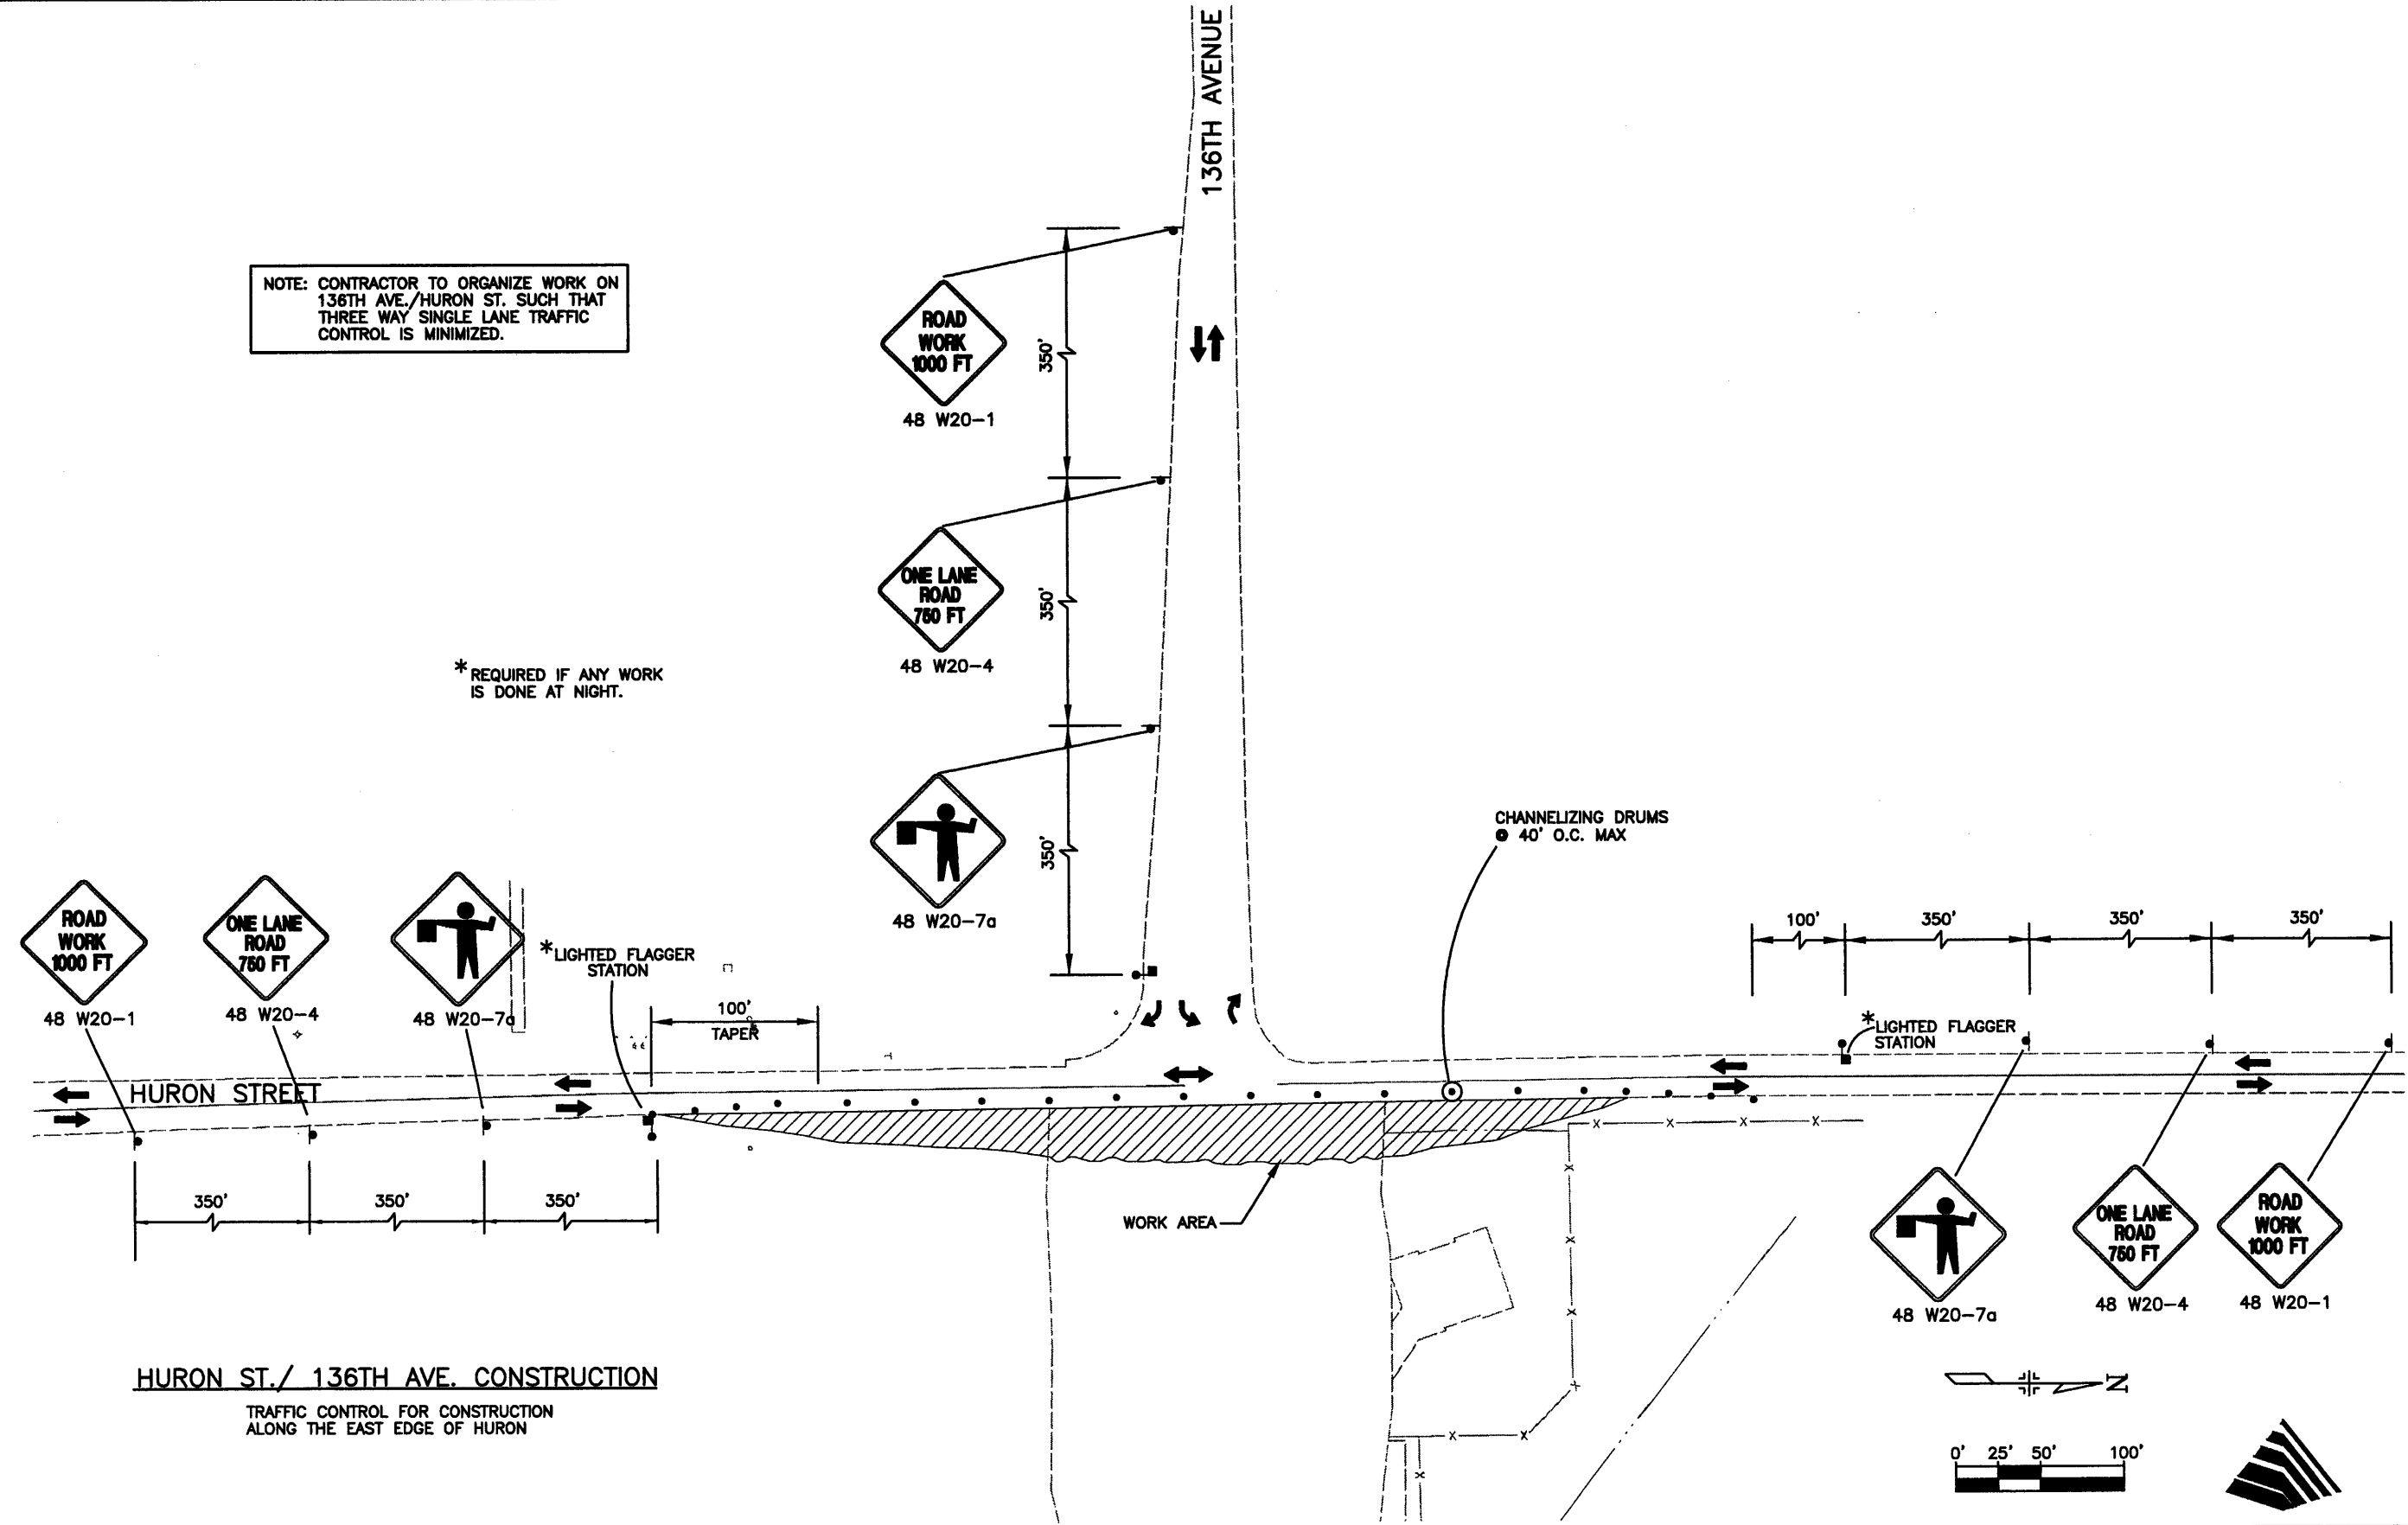 136TH AVENUE
NOTE: CONTRACTOR TO ORGANIZE WORK ON
136TH AVE./HURON ST. SUCH THAT
THREE WAY SINGLE LANE TRAFFIC
CONTROL IS MINIMIZED.
ROAD
WORK
1000 FT
48 W20-1
350'
ONE LANE
ROAD
750 FT
48 W20-4
350'
* REQUIRED IF ANY WORK
IS DONE AT NIGHT.
48 W20-7a
350'
CHANNELIZING DRUMS
@ 40' O.C. MAX
ROAD
WORK
1000 FT
48 W20-1
ONE LANE
ROAD
750 FT
48 W20-4
48 W20-7a
*LIGHTED FLAGGER
STATION
100'
TAPER
100'
350'
350'
350'
*LIGHTED FLAGGER
STATION
HURON STREET
350'
350'
350'
WORK AREA
48 W20-7a
ONE LANE
ROAD
750 FT
48 W20-4
ROAD
WORK
1000 FT
48 W20-1
HURON ST./ 136TH AVE. CONSTRUCTION
TRAFFIC CONTROL FOR CONSTRUCTION
ALONG THE EAST EDGE OF HURON
N
0' 25' 50' 100'